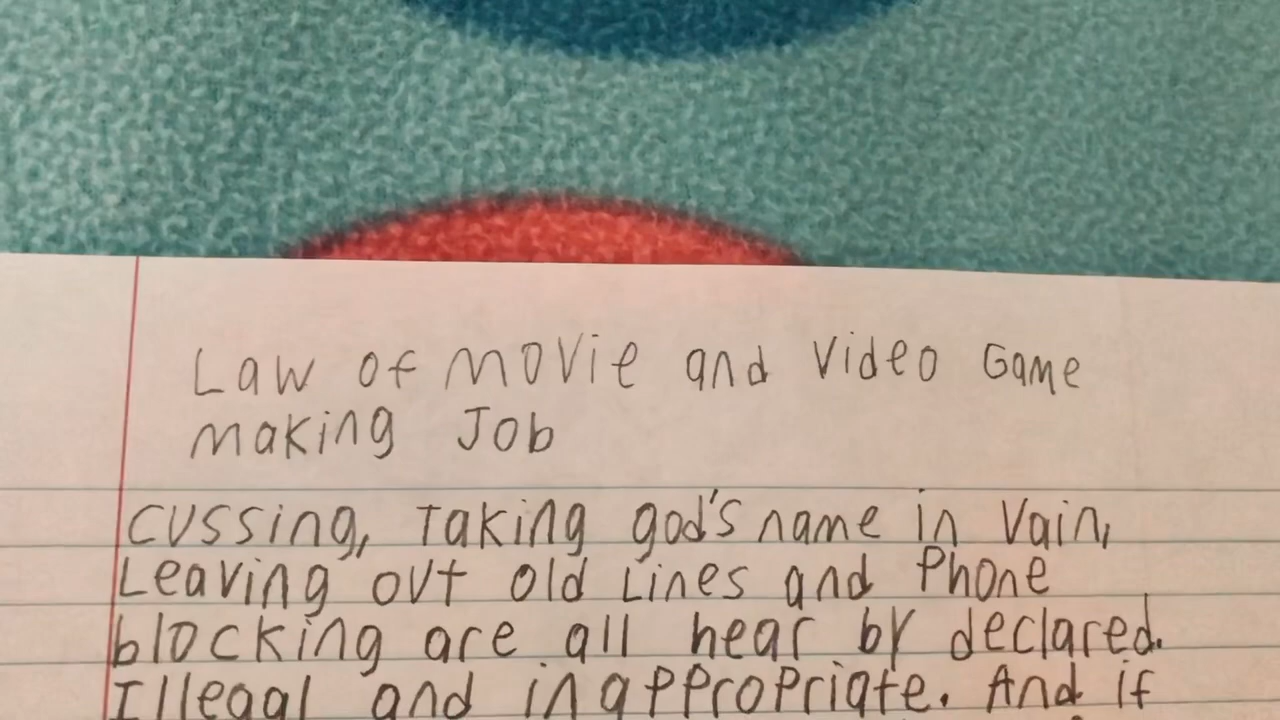 Law of movie and video Game
making Job
cussing, Taking god's name in Vain,
Leaving out old Lines and Phone
blocking are all hear by declared.
Illegal and inappropriate. And if